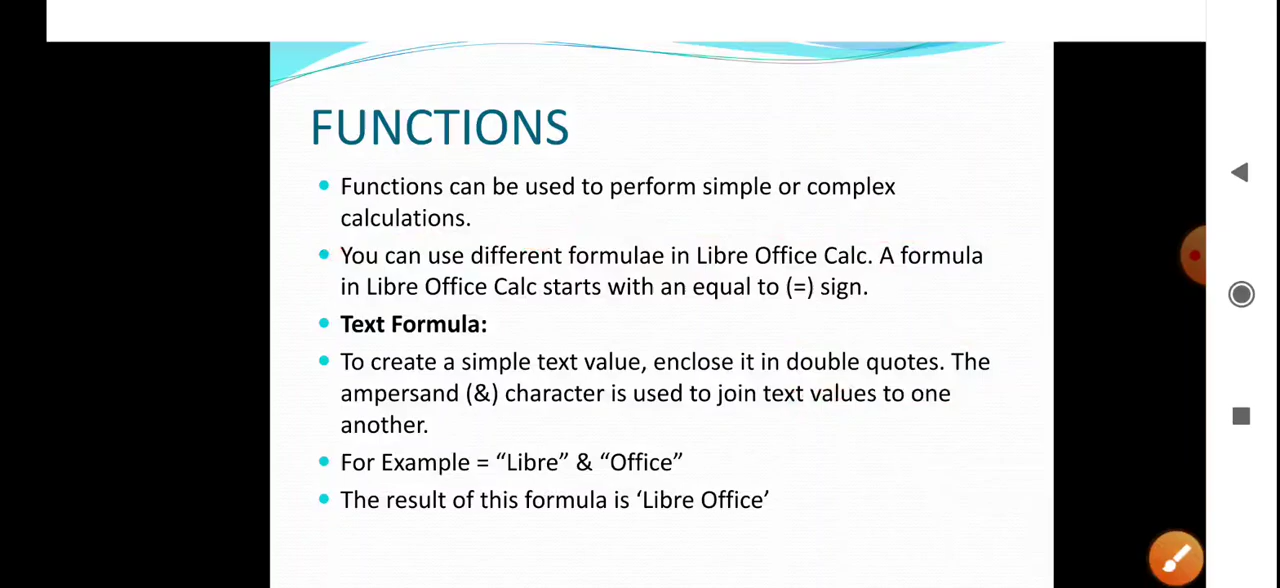 FUNCTIONS
Functions can be used to perform simple or complex
calculations.
You can use different formulae in Libre Office Calc. A formula
in Libre Office Calc starts with an equal to (=) sign.
Text Formula:
To create a simple text value, enclose it in double quotes. The
ampersand (&) character is used to join text values to one
another.
For Example = “Libre” & “Office”
The result of this formula is ‘Libre Office’